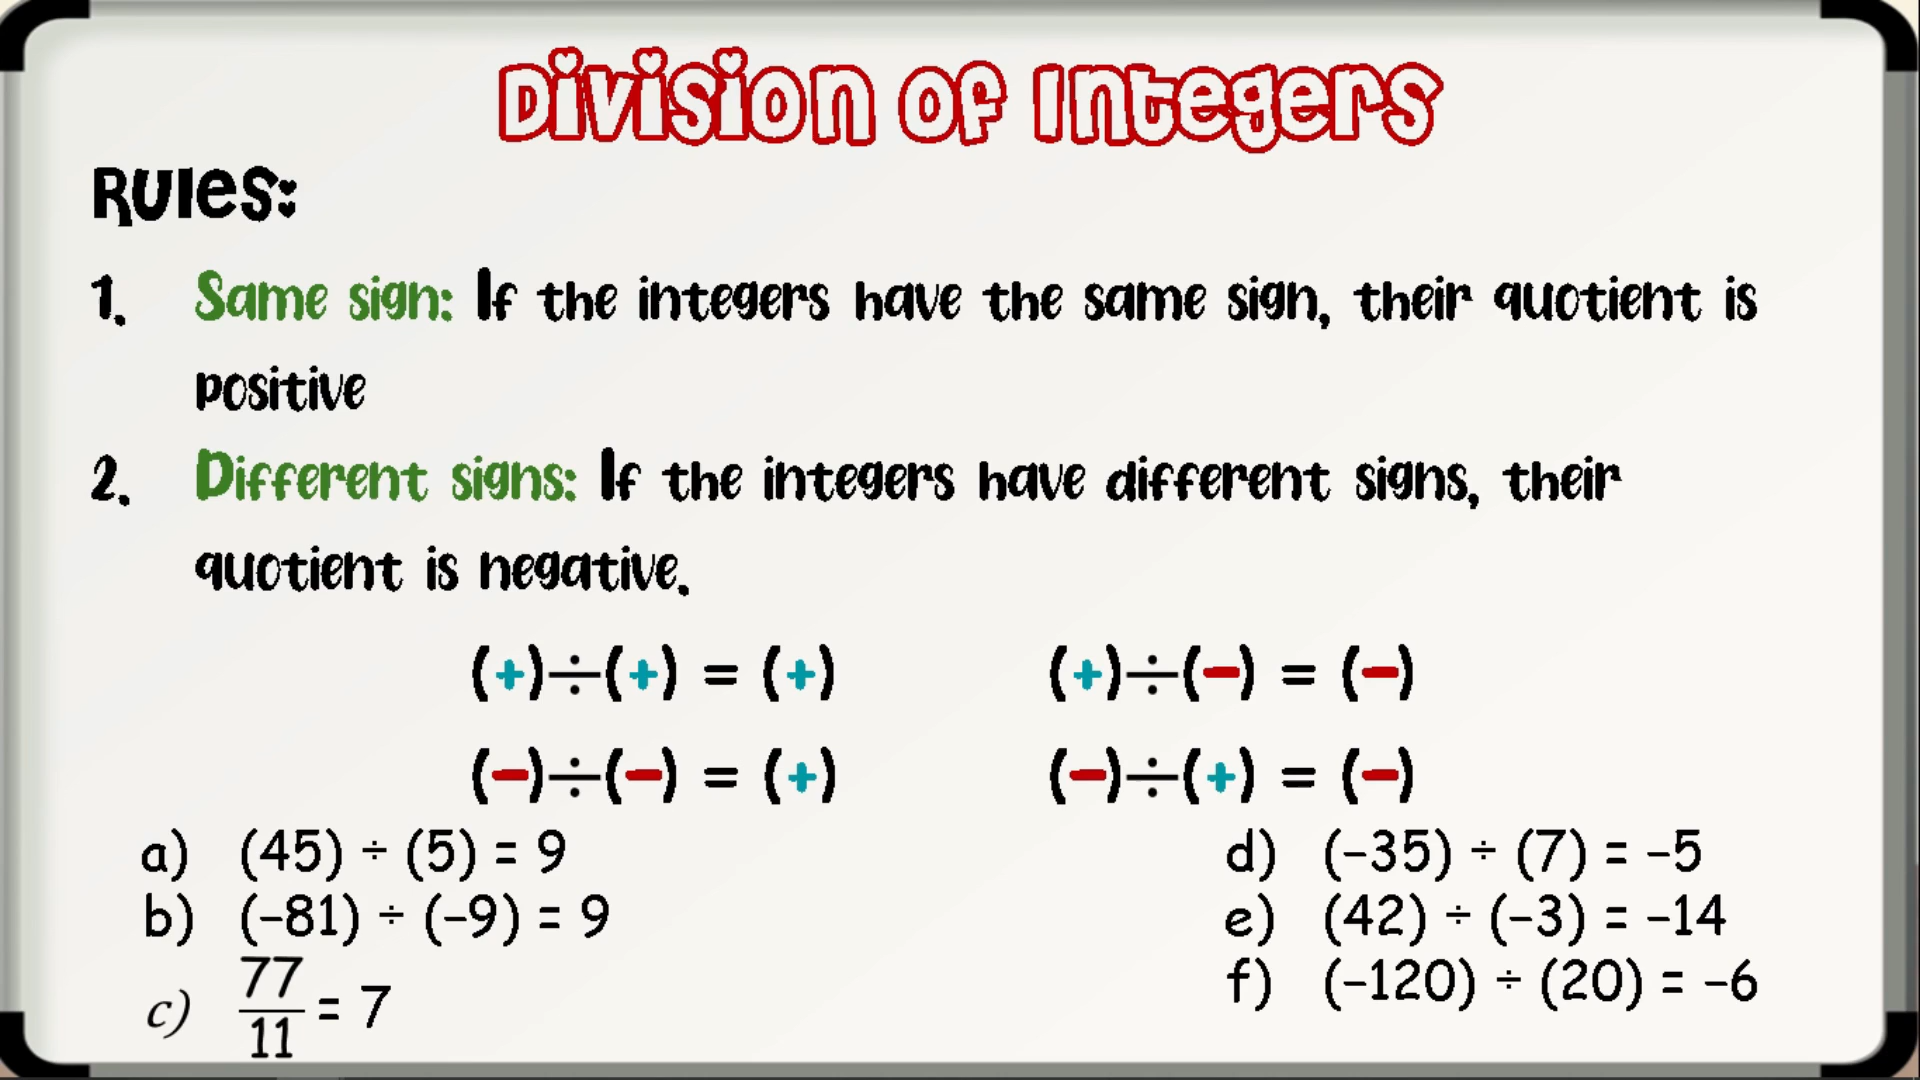 Division of Integers
Rules:
1. Same sign: If the integers have the same sign, their quotient is
positive
2. Different signs: If the integers have different signs, their
quotient is negative.
(+)÷(+) = (+) (+)÷(−) = (−)
(−)÷(−) = (+) (−)÷(+) = (−)
a) (45) ÷ (5) = 9
b) (-81) ÷ (-9) = 9
c) 77/11 = 7
d) (-35) ÷ (7) = -5
e) (42) ÷ (-3) = -14
f) (-120) ÷ (20) = -6